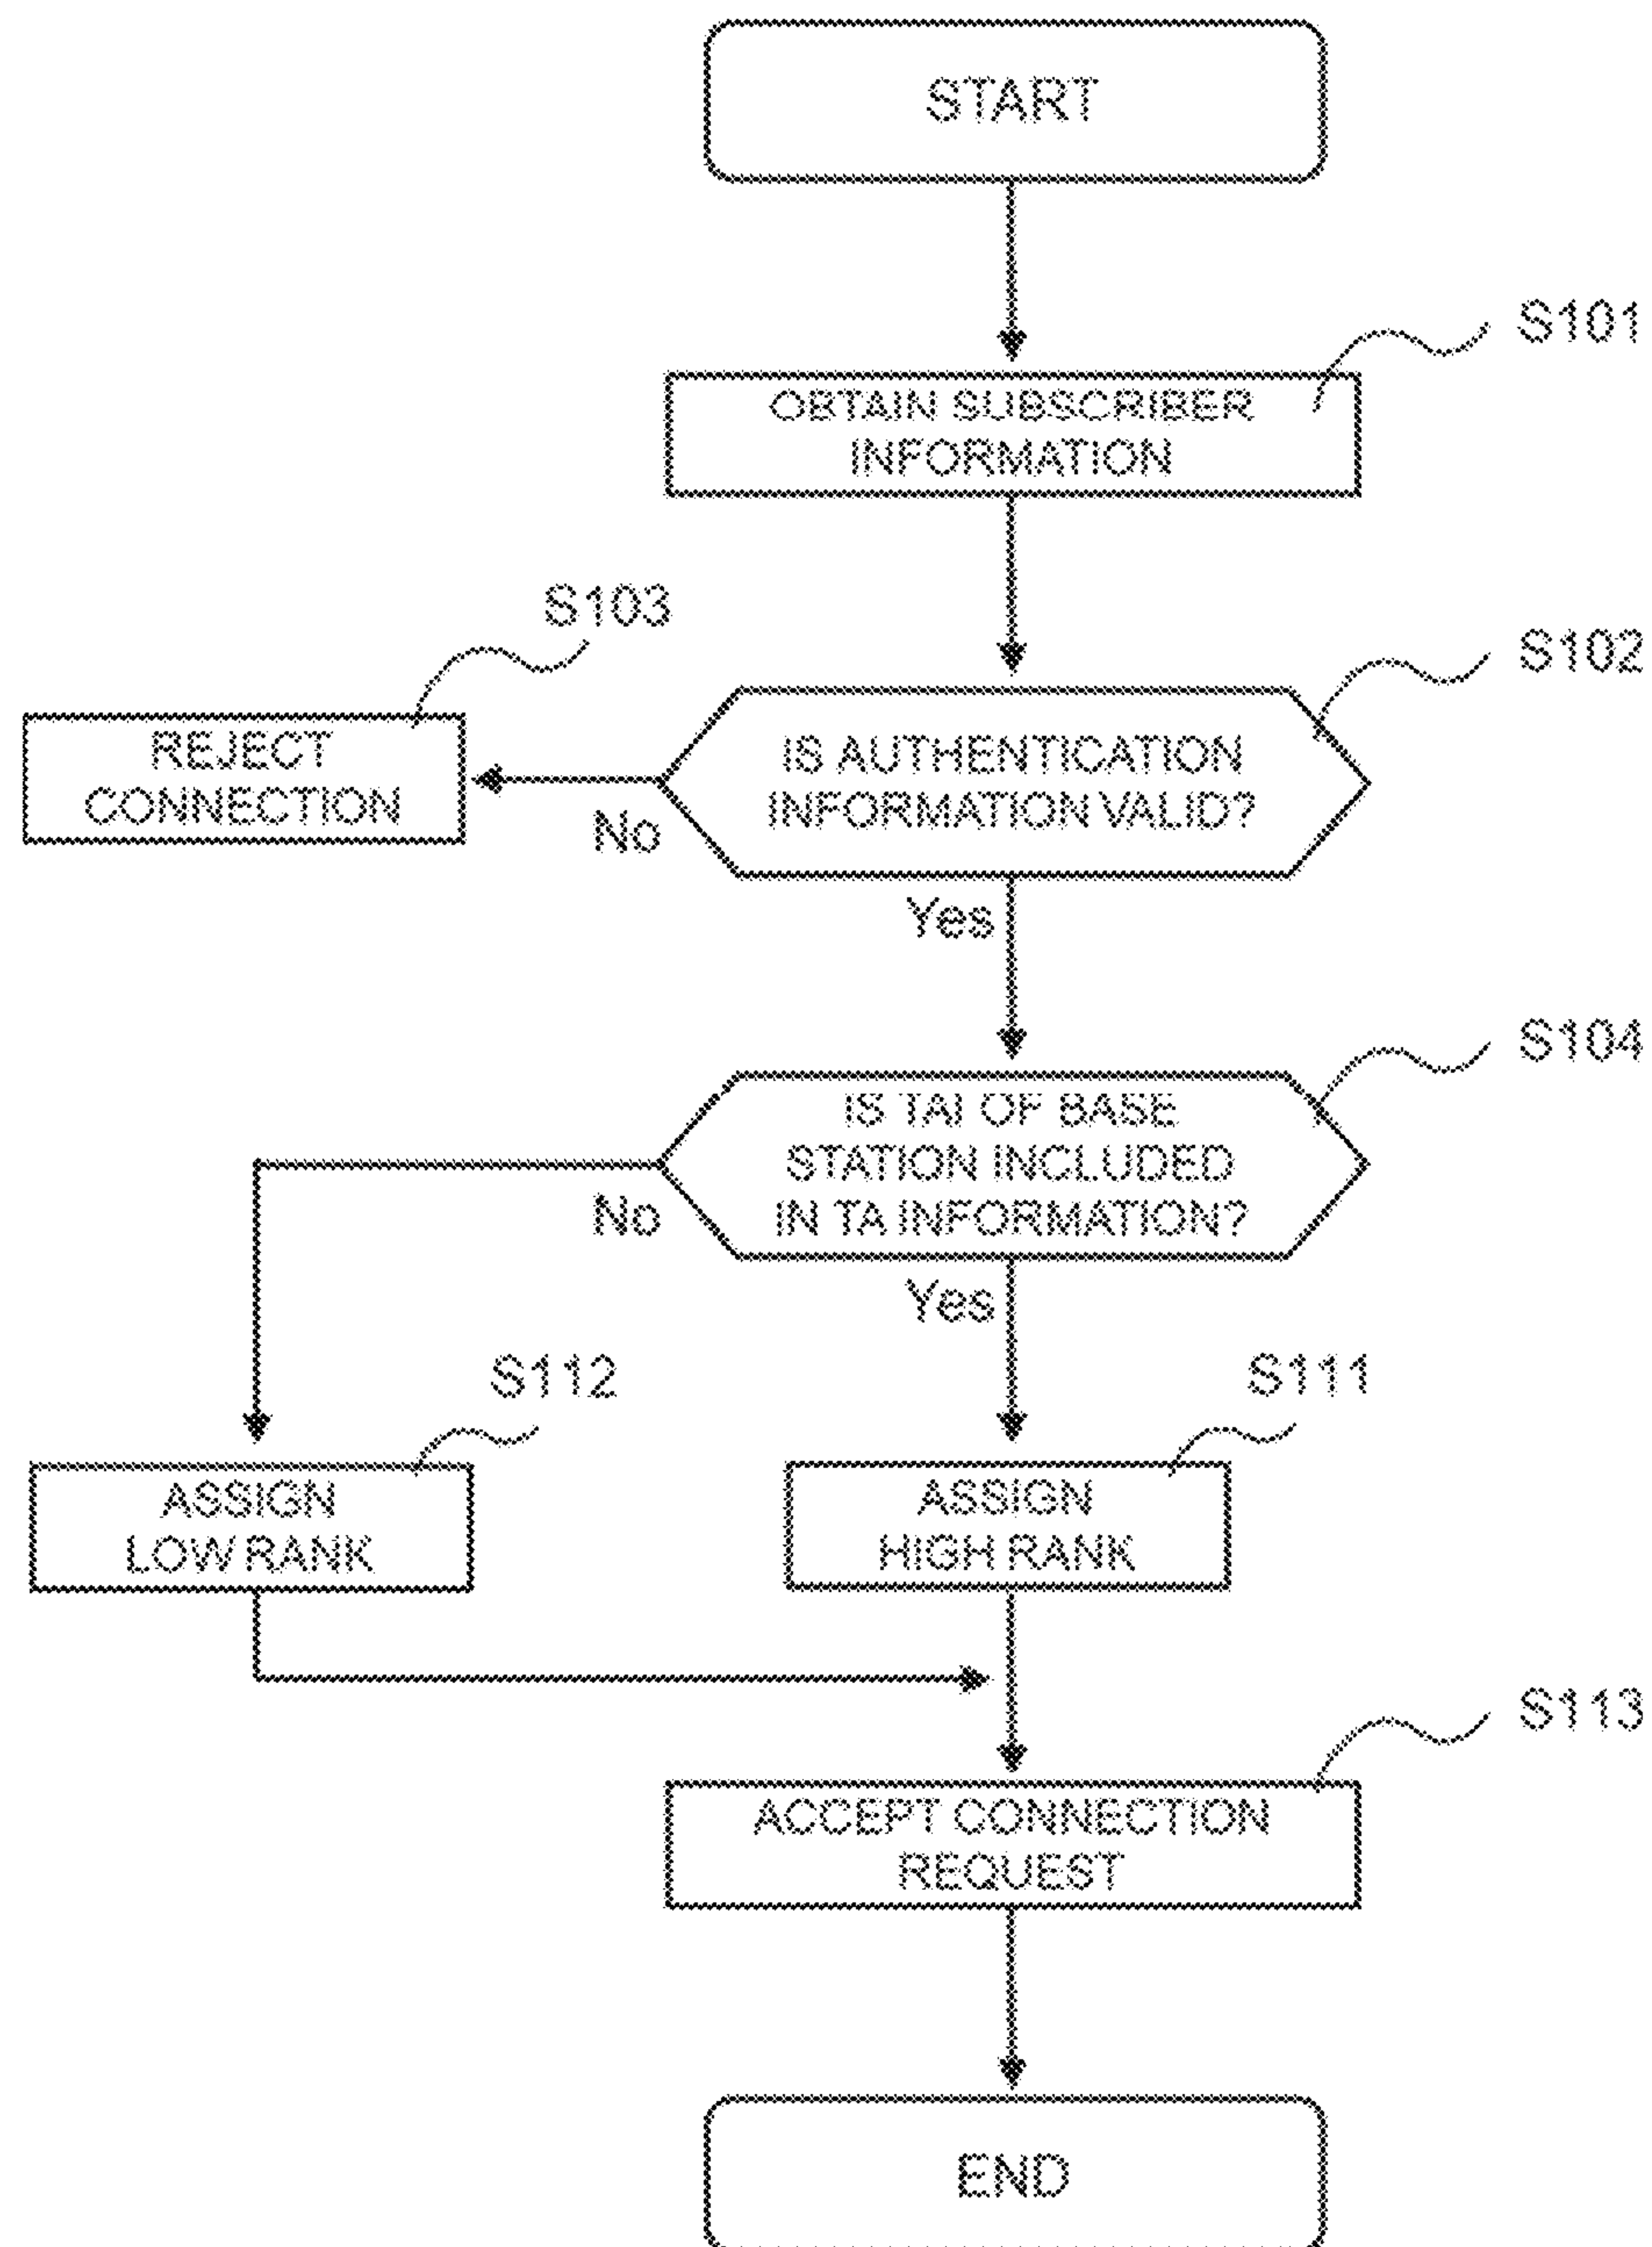 START
S101
OBTAIN SUBSCRIBER
INFORMATION
S103
S102
REJECT
CONNECTION
No
IS AUTHENTICATION
INFORMATION VALID?
Yes
S104
IS TAI OF BASE
STATION INCLUDED
IN TA INFORMATION?
No
Yes
S112
S111
ASSIGN
LOW RANK
ASSIGN
HIGH RANK
S113
ACCEPT CONNECTION
REQUEST
END